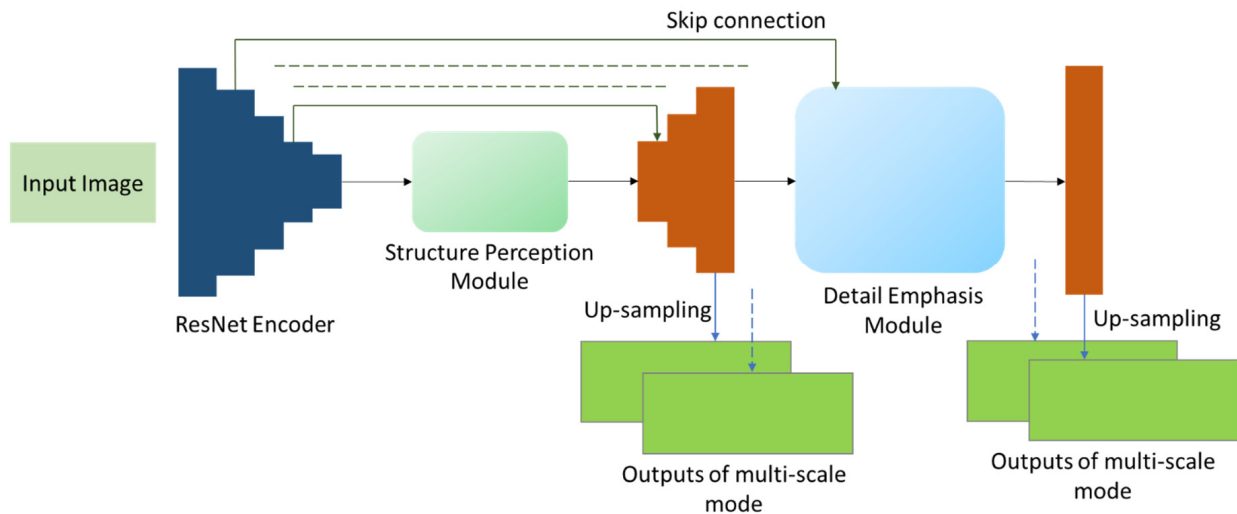 Skip connection
Input Image
ResNet Encoder
Structure Perception
Module
Up-sampling
Detail Emphasis
Module
Up-sampling
Outputs of multi-scale
mode
Outputs of multi-scale
mode